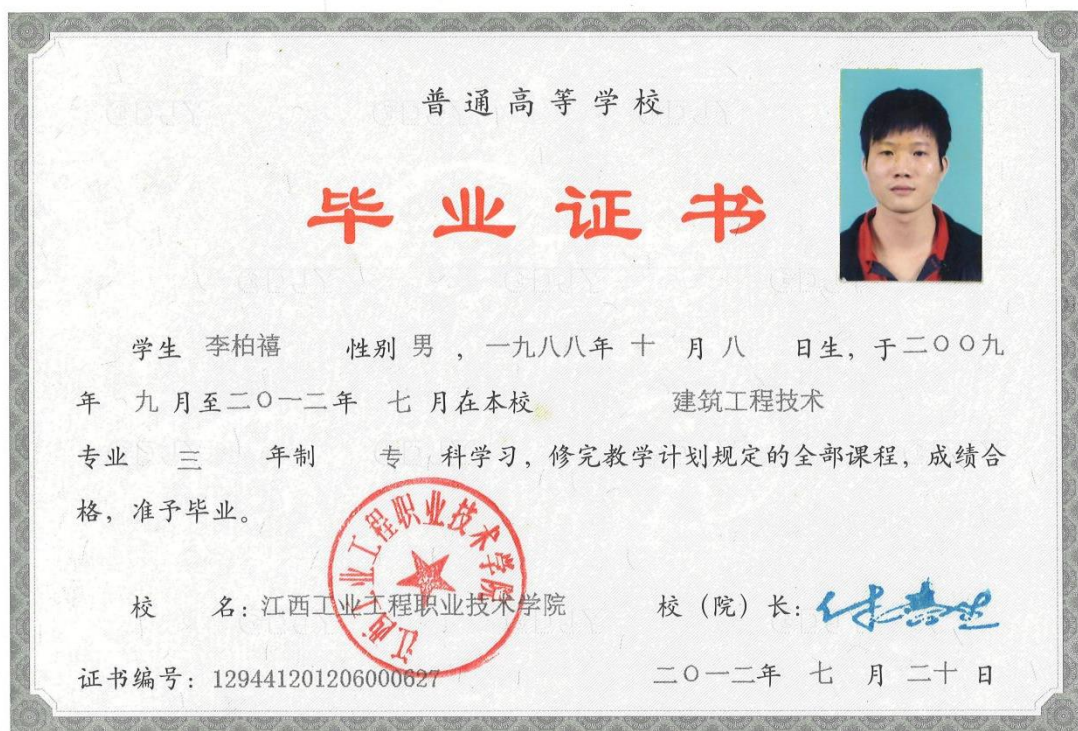 普通高等学校
毕业证书
学生 李柏禧 性别 男 ，一九八八年 十 月 八 日生，于二〇〇九
年 九 月至二〇一二年 七 月在本校 建筑工程技术
专业 三 年制 专 科学习，修完教学计划规定的全部课程，成绩合
格，准予毕业。
江西工业工程职业技术学院
校 名：江西工业工程职业技术学院 校（院）长：
证书编号：129441201206000627 二〇一二年 七 月 二十 日